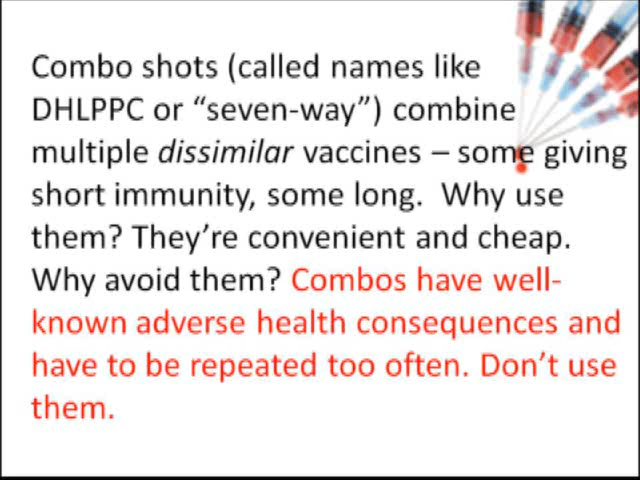 Combo shots (called names like
DHLPPC or “seven-way”) combine
multiple dissimilar vaccines – some giving
short immunity, some long.  Why use
them? They’re convenient and cheap.
Why avoid them? Combos have well-
known adverse health consequences and
have to be repeated too often. Don’t use
them.